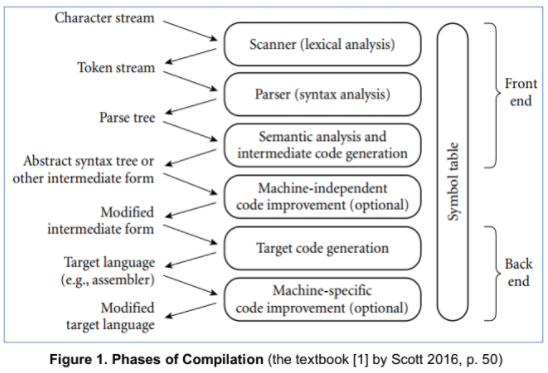 Character stream
Scanner (lexical analysis)
Token stream
Parser (syntax analysis)
Parse tree
Semantic analysis and
intermediate code generation
Abstract syntax tree or
other intermediate form
Machine-independent
code improvement (optional)
Modified
intermediate form
Target code generation
Target language
(e.g., assembler)
Machine-specific
code improvement (optional)
Modified
target language
Symbol table
Front
end
Back
end
Figure 1. Phases of Compilation (the textbook [1] by Scott 2016, p. 50)